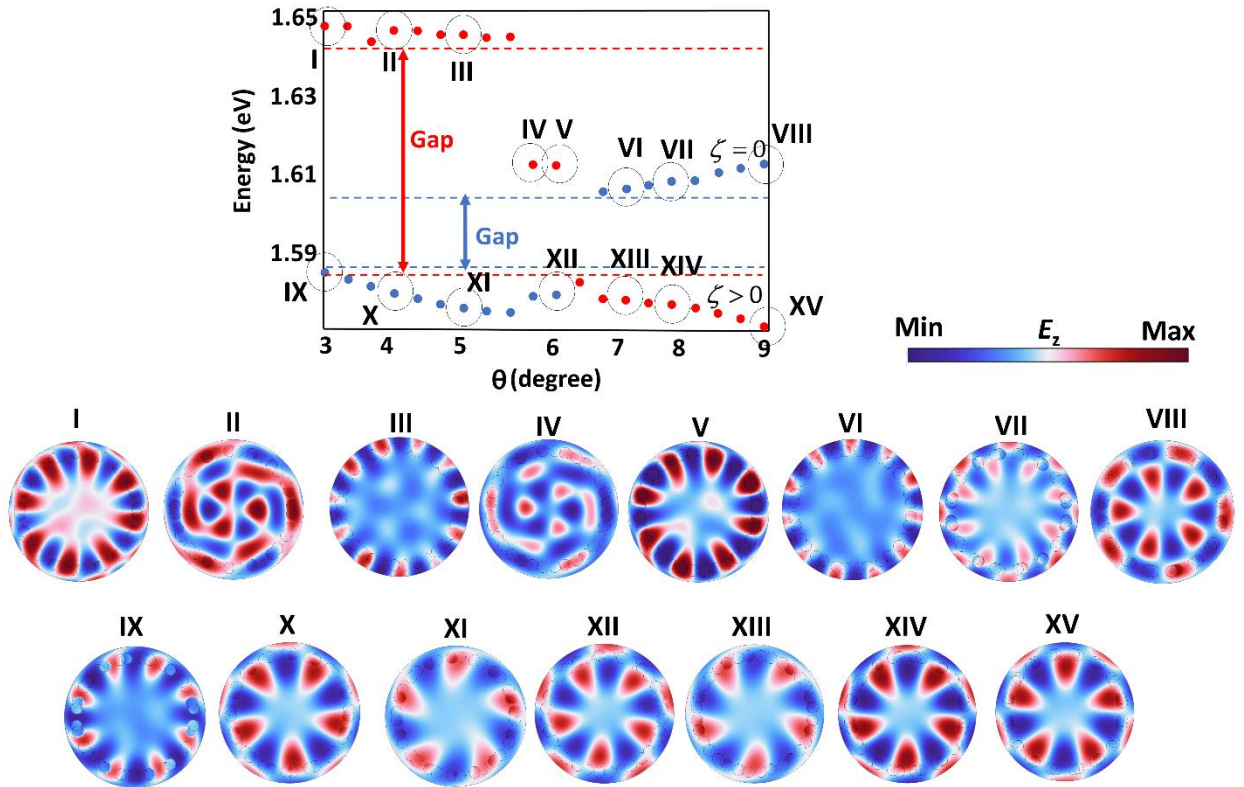 1.65
1.63
1.61
1.59
Energy (eV)
I
II
III
Gap
IV V
VI
VII
VIII
ζ = 0
Gap
IX
X
XI
XII
XIII
XIV
ζ > 0
XV
3 4 5 6 7 8 9
θ (degree)
Min Ez Max
I II III IV V VI VII VIII
IX X XI XII XIII XIV XV